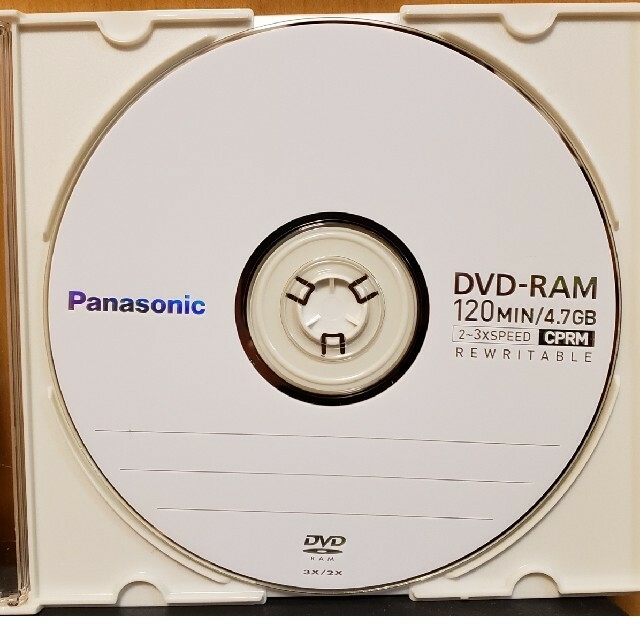 Panasonic
DVD-RAM
120MIN/4.7GB
2~3xSPEED CPRM
REWRITABLE
DVD
RAM
3X/2X